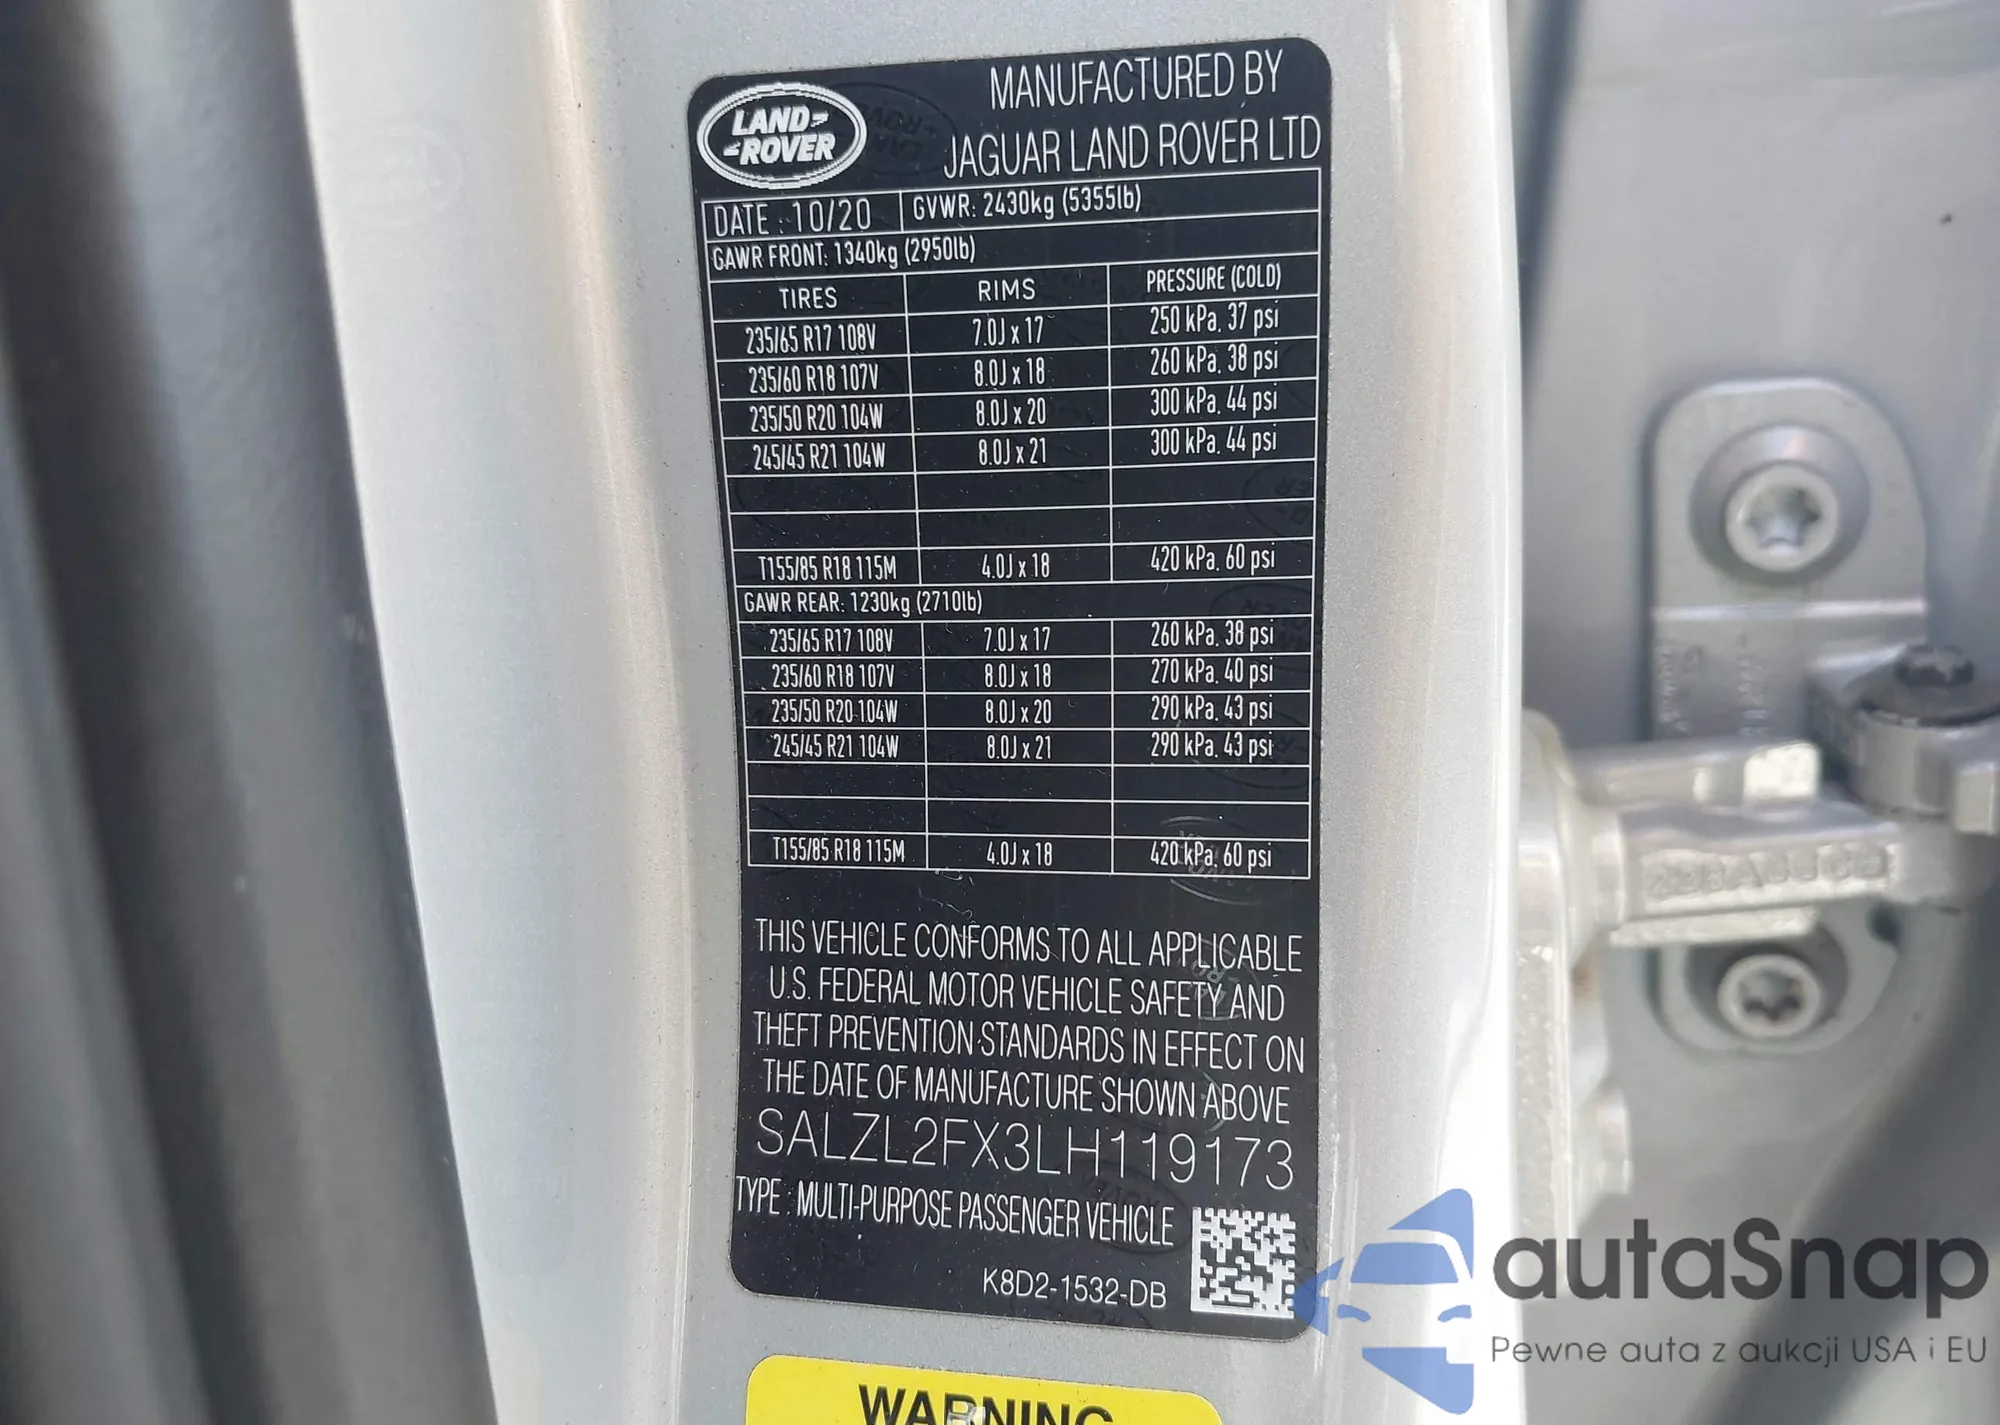 LAND-
-ROVER
MANUFACTURED BY
JAGUAR LAND ROVER LTD
DATE : 10/20 GVWR: 2430kg (5355lb)
GAWR FRONT: 1340kg (2950lb)
TIRES RIMS PRESSURE (COLD)
235/65 R17 108V 7.0J x 17 250 kPa, 37 psi
235/60 R18 107V 8.0J x 18 260 kPa, 38 psi
235/50 R20 104W 8.0J x 20 300 kPa, 44 psi
245/45 R21 104W 8.0J x 21 300 kPa, 44 psi
T155/85 R18 115M 4.0J x 18 420 kPa, 60 psi
GAWR REAR: 1230kg (2710lb)
235/65 R17 108V 7.0J x 17 260 kPa, 38 psi
235/60 R18 107V 8.0J x 18 270 kPa, 40 psi
235/50 R20 104W 8.0J x 20 290 kPa, 43 psi
245/45 R21 104W 8.0J x 21 290 kPa, 43 psi
T155/85 R18 115M 4.0J x 18 420 kPa, 60 psi
THIS VEHICLE CONFORMS TO ALL APPLICABLE
U.S. FEDERAL MOTOR VEHICLE SAFETY AND
THEFT PREVENTION STANDARDS IN EFFECT ON
THE DATE OF MANUFACTURE SHOWN ABOVE
SALZL2FX3LH119173
TYPE : MULTI-PURPOSE PASSENGER VEHICLE
K8D2-1532-DB
WARNING
autoSnap
Pewne auta z aukcji USA i EU